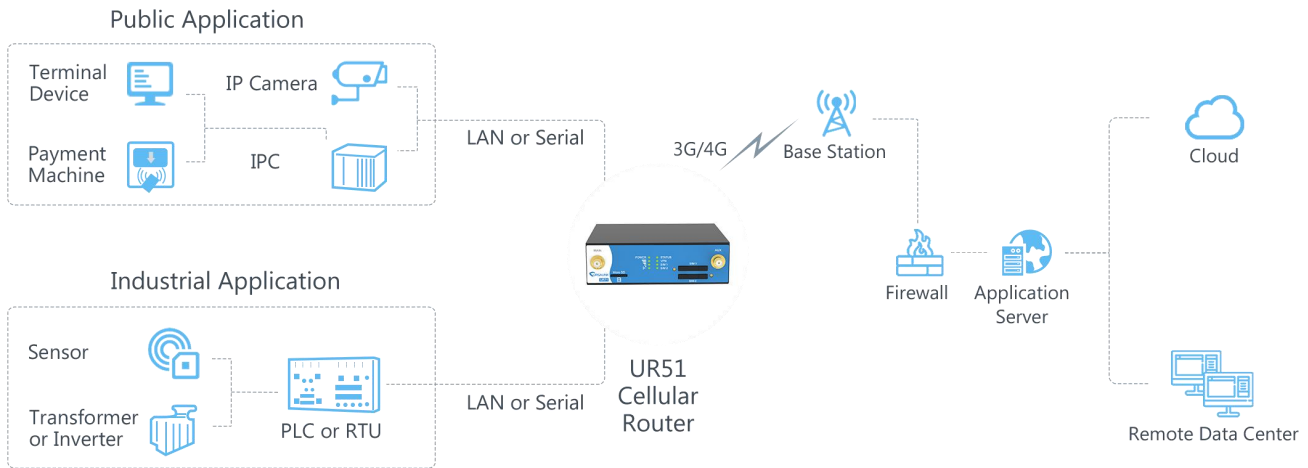 Public Application
Terminal
Device
IP Camera
Payment
Machine
IPC
LAN or Serial
3G/4G
Base Station
Cloud
Industrial Application
Sensor
Transformer
or Inverter
PLC or RTU
LAN or Serial
UR51
Cellular
Router
Firewall
Application
Server
Remote Data Center